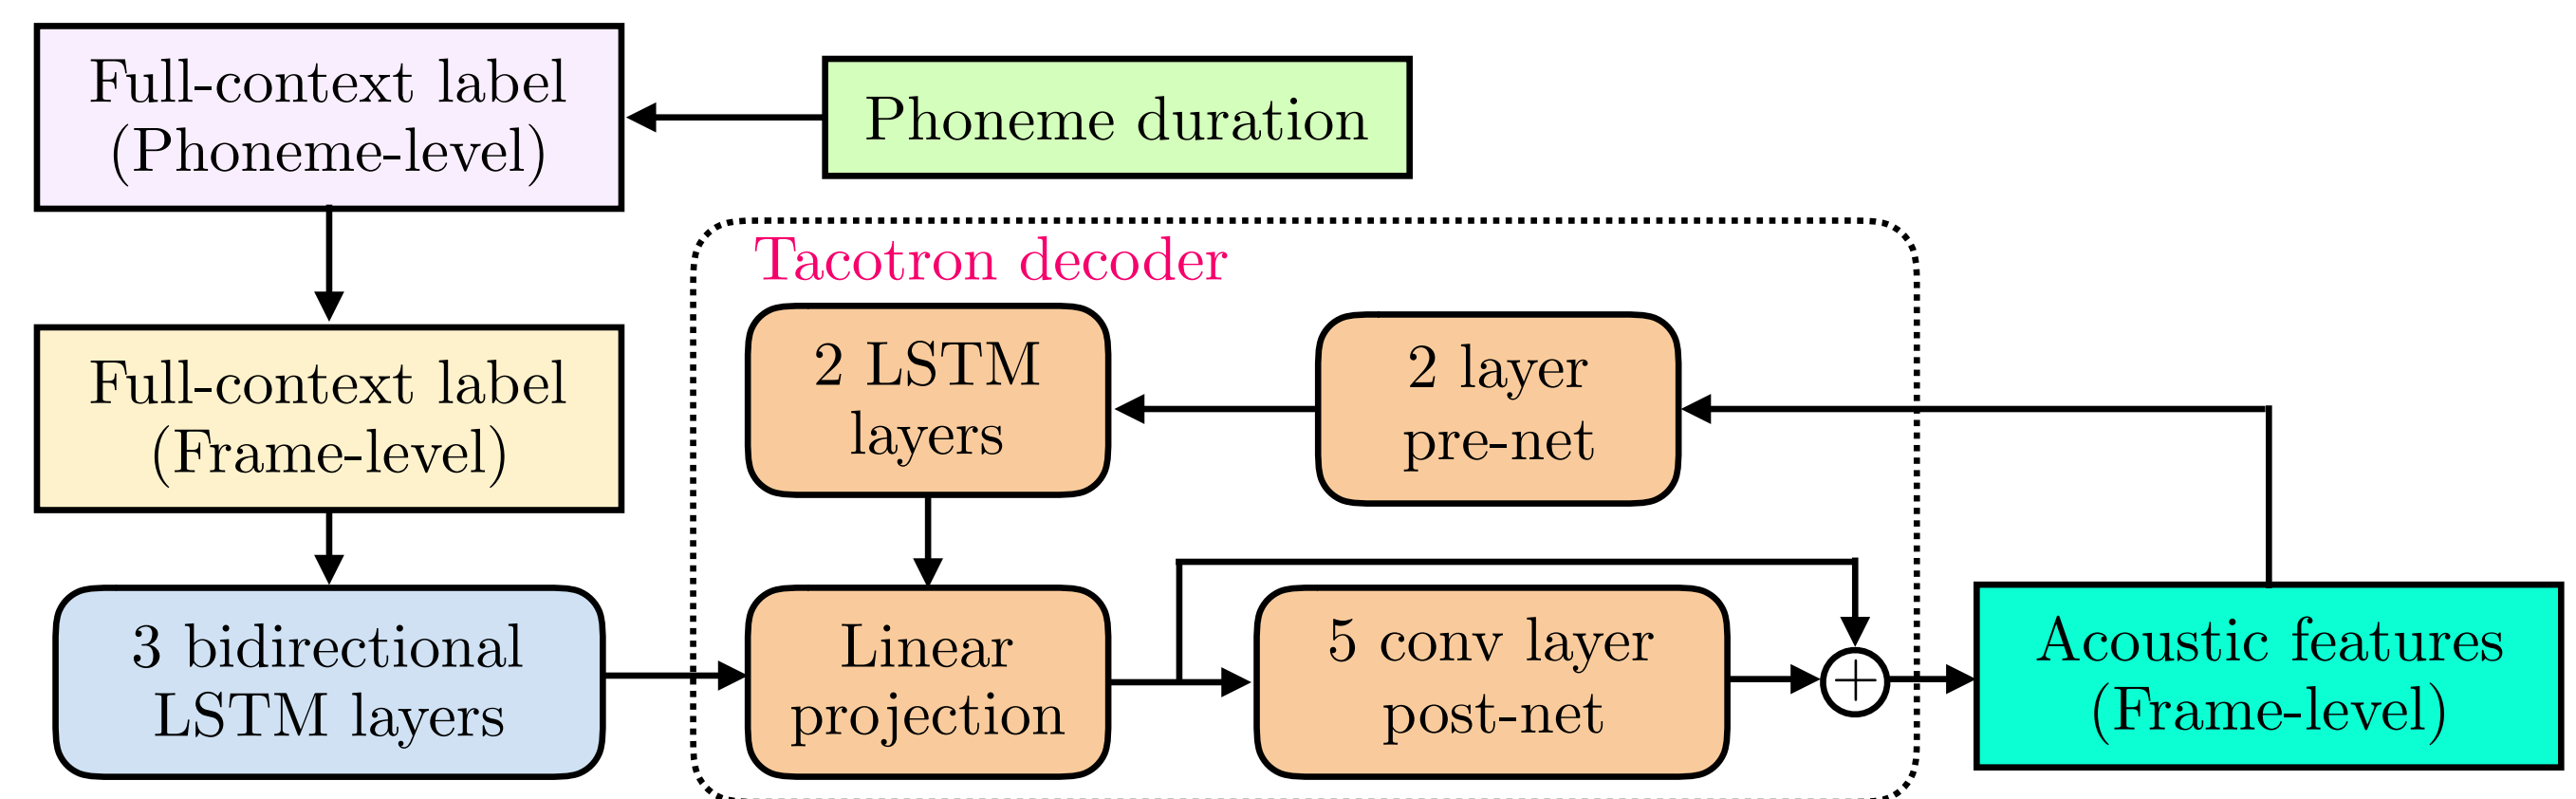 Full-context label
(Phoneme-level)
Phoneme duration
Tacotron decoder
Full-context label
(Frame-level)
2 LSTM
layers
2 layer
pre-net
3 bidirectional
LSTM layers
Linear
projection
5 conv layer
post-net
+
Acoustic features
(Frame-level)